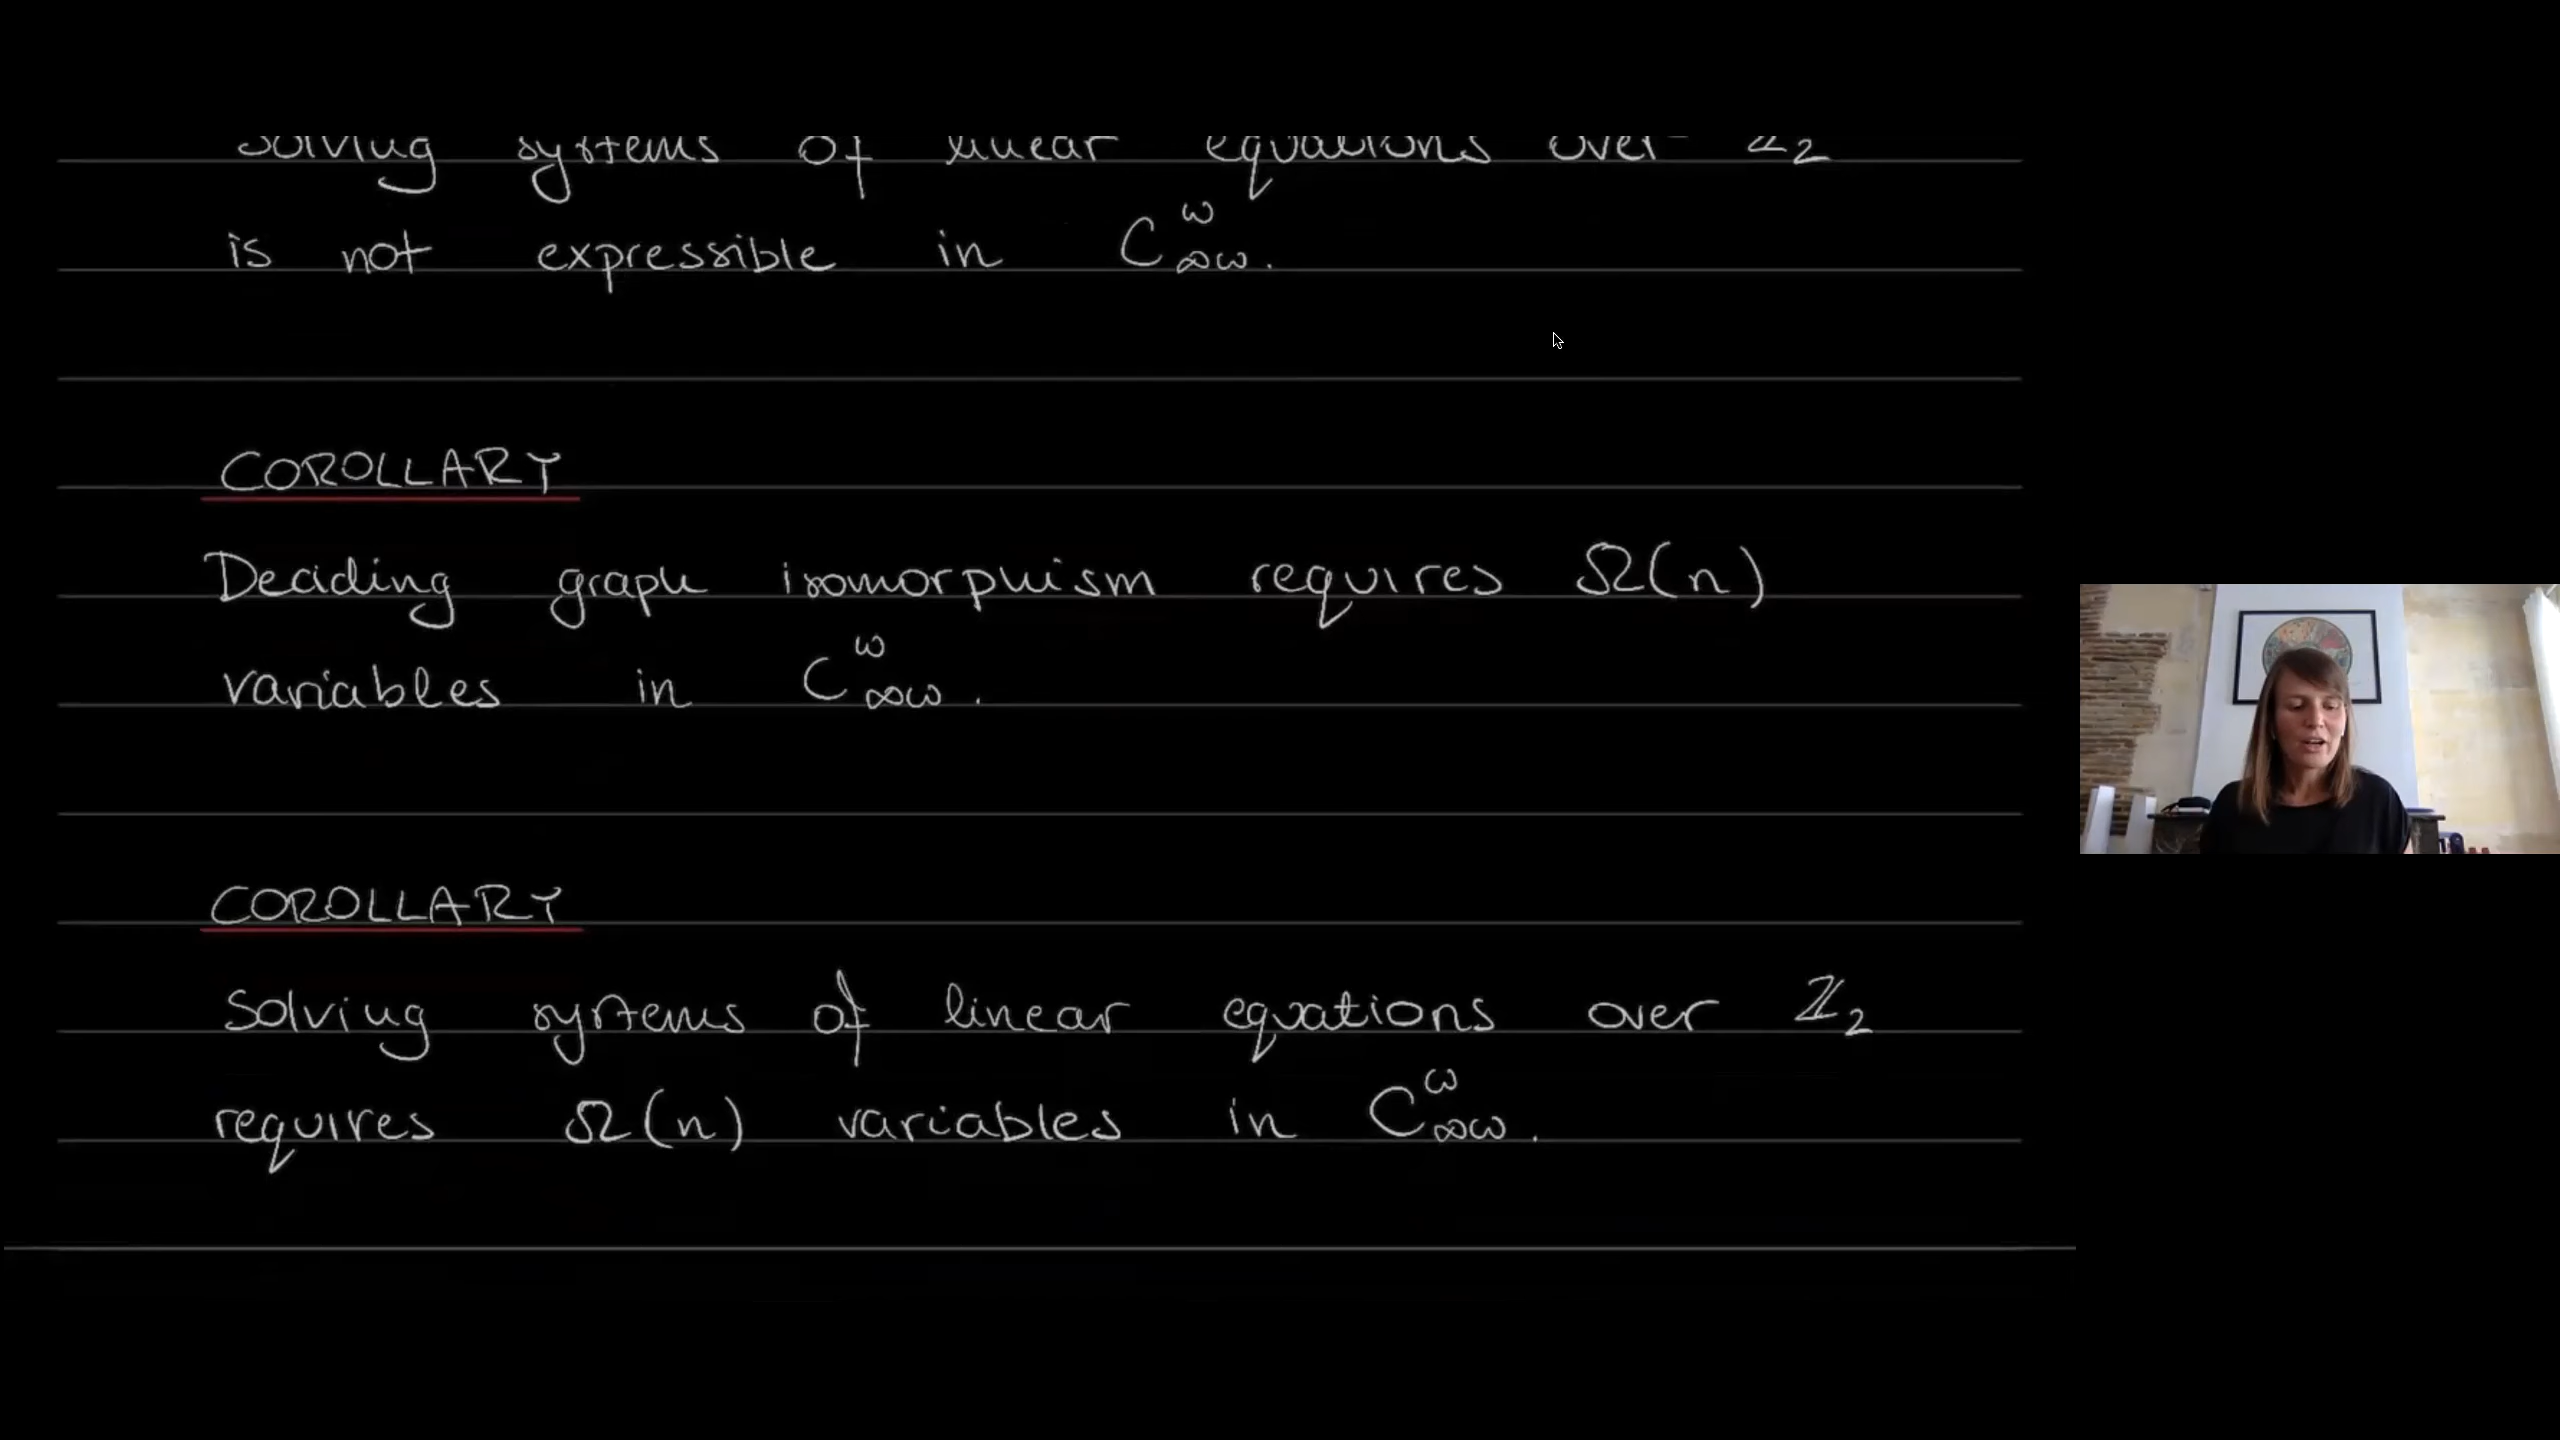 Solving systems of linear equations over ℤ₂
is not expressible in C^ω_∞ω.
COROLLARY
Deciding graph isomorphism requires Ω(n)
variables in C^ω_∞ω.
COROLLARY
Solving systems of linear equations over ℤ₂
requires Ω(n) variables in C^ω_∞ω.